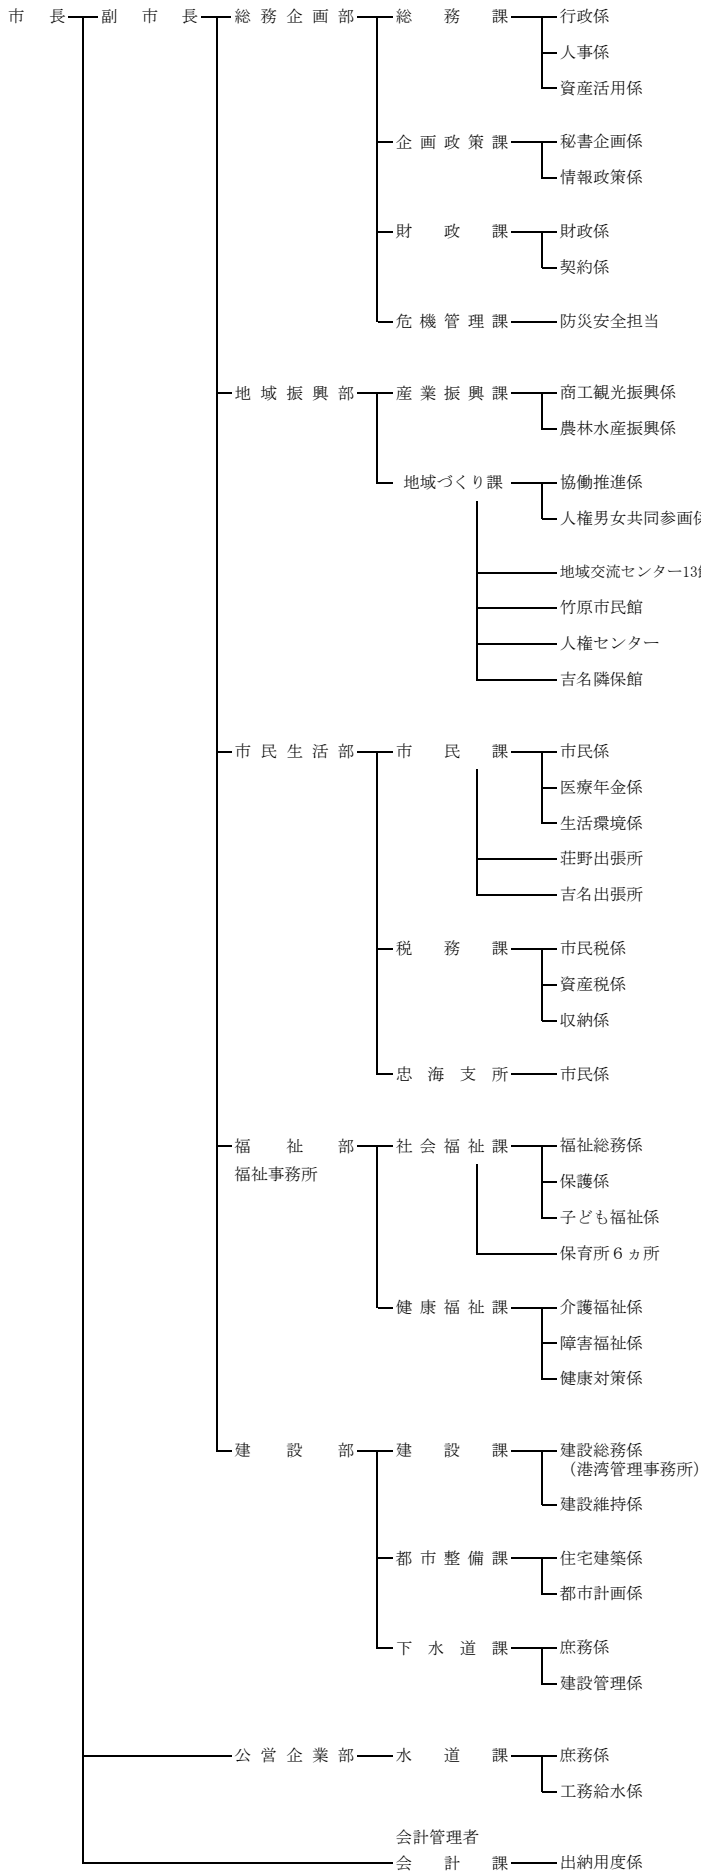 市長 副市長 総務企画部 総務課 行政係
人事係
資産活用係
企画政策課 秘書企画係
情報政策係
財政課 財政係
契約係
危機管理課 防災安全担当
地域振興部 産業振興課 商工観光振興係
農林水産振興係
地域づくり課 協働推進係
人権男女共同参画係
地域交流センター13館
竹原市民館
人権センター
吉名隣保館
市民生活部 市民課 市民係
医療年金係
生活環境係
荘野出張所
吉名出張所
税務課 市民税係
資産税係
収納係
忠海支所 市民係
福祉部 社会福祉課 福祉総務係
福祉事務所
保護係
子ども福祉係
保育所6ヵ所
健康福祉課 介護福祉係
障害福祉係
健康対策係
建設部 建設課 建設総務係
（港湾管理事務所）
建設維持係
都市整備課 住宅建築係
都市計画係
下水道課 庶務係
建設管理係
公営企業部 水道課 庶務係
工務給水係
会計管理者
会計課 出納用度係